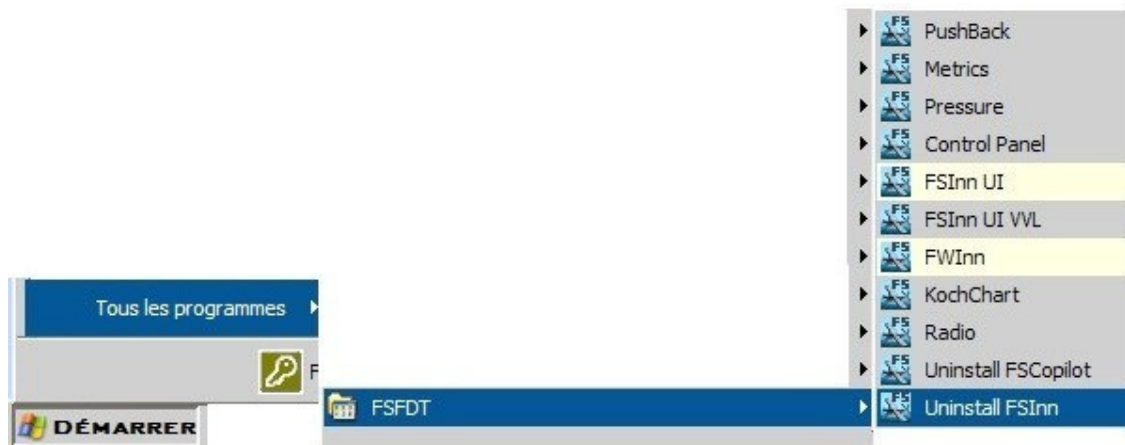 PushBack
Metrics
Pressure
Control Panel
FSInn UI
FSInn UI VVL
FWInn
KochChart
Radio
Uninstall FSCopilot
Uninstall FSInn
Tous les programmes
F
FSFDT
DÉMARRER